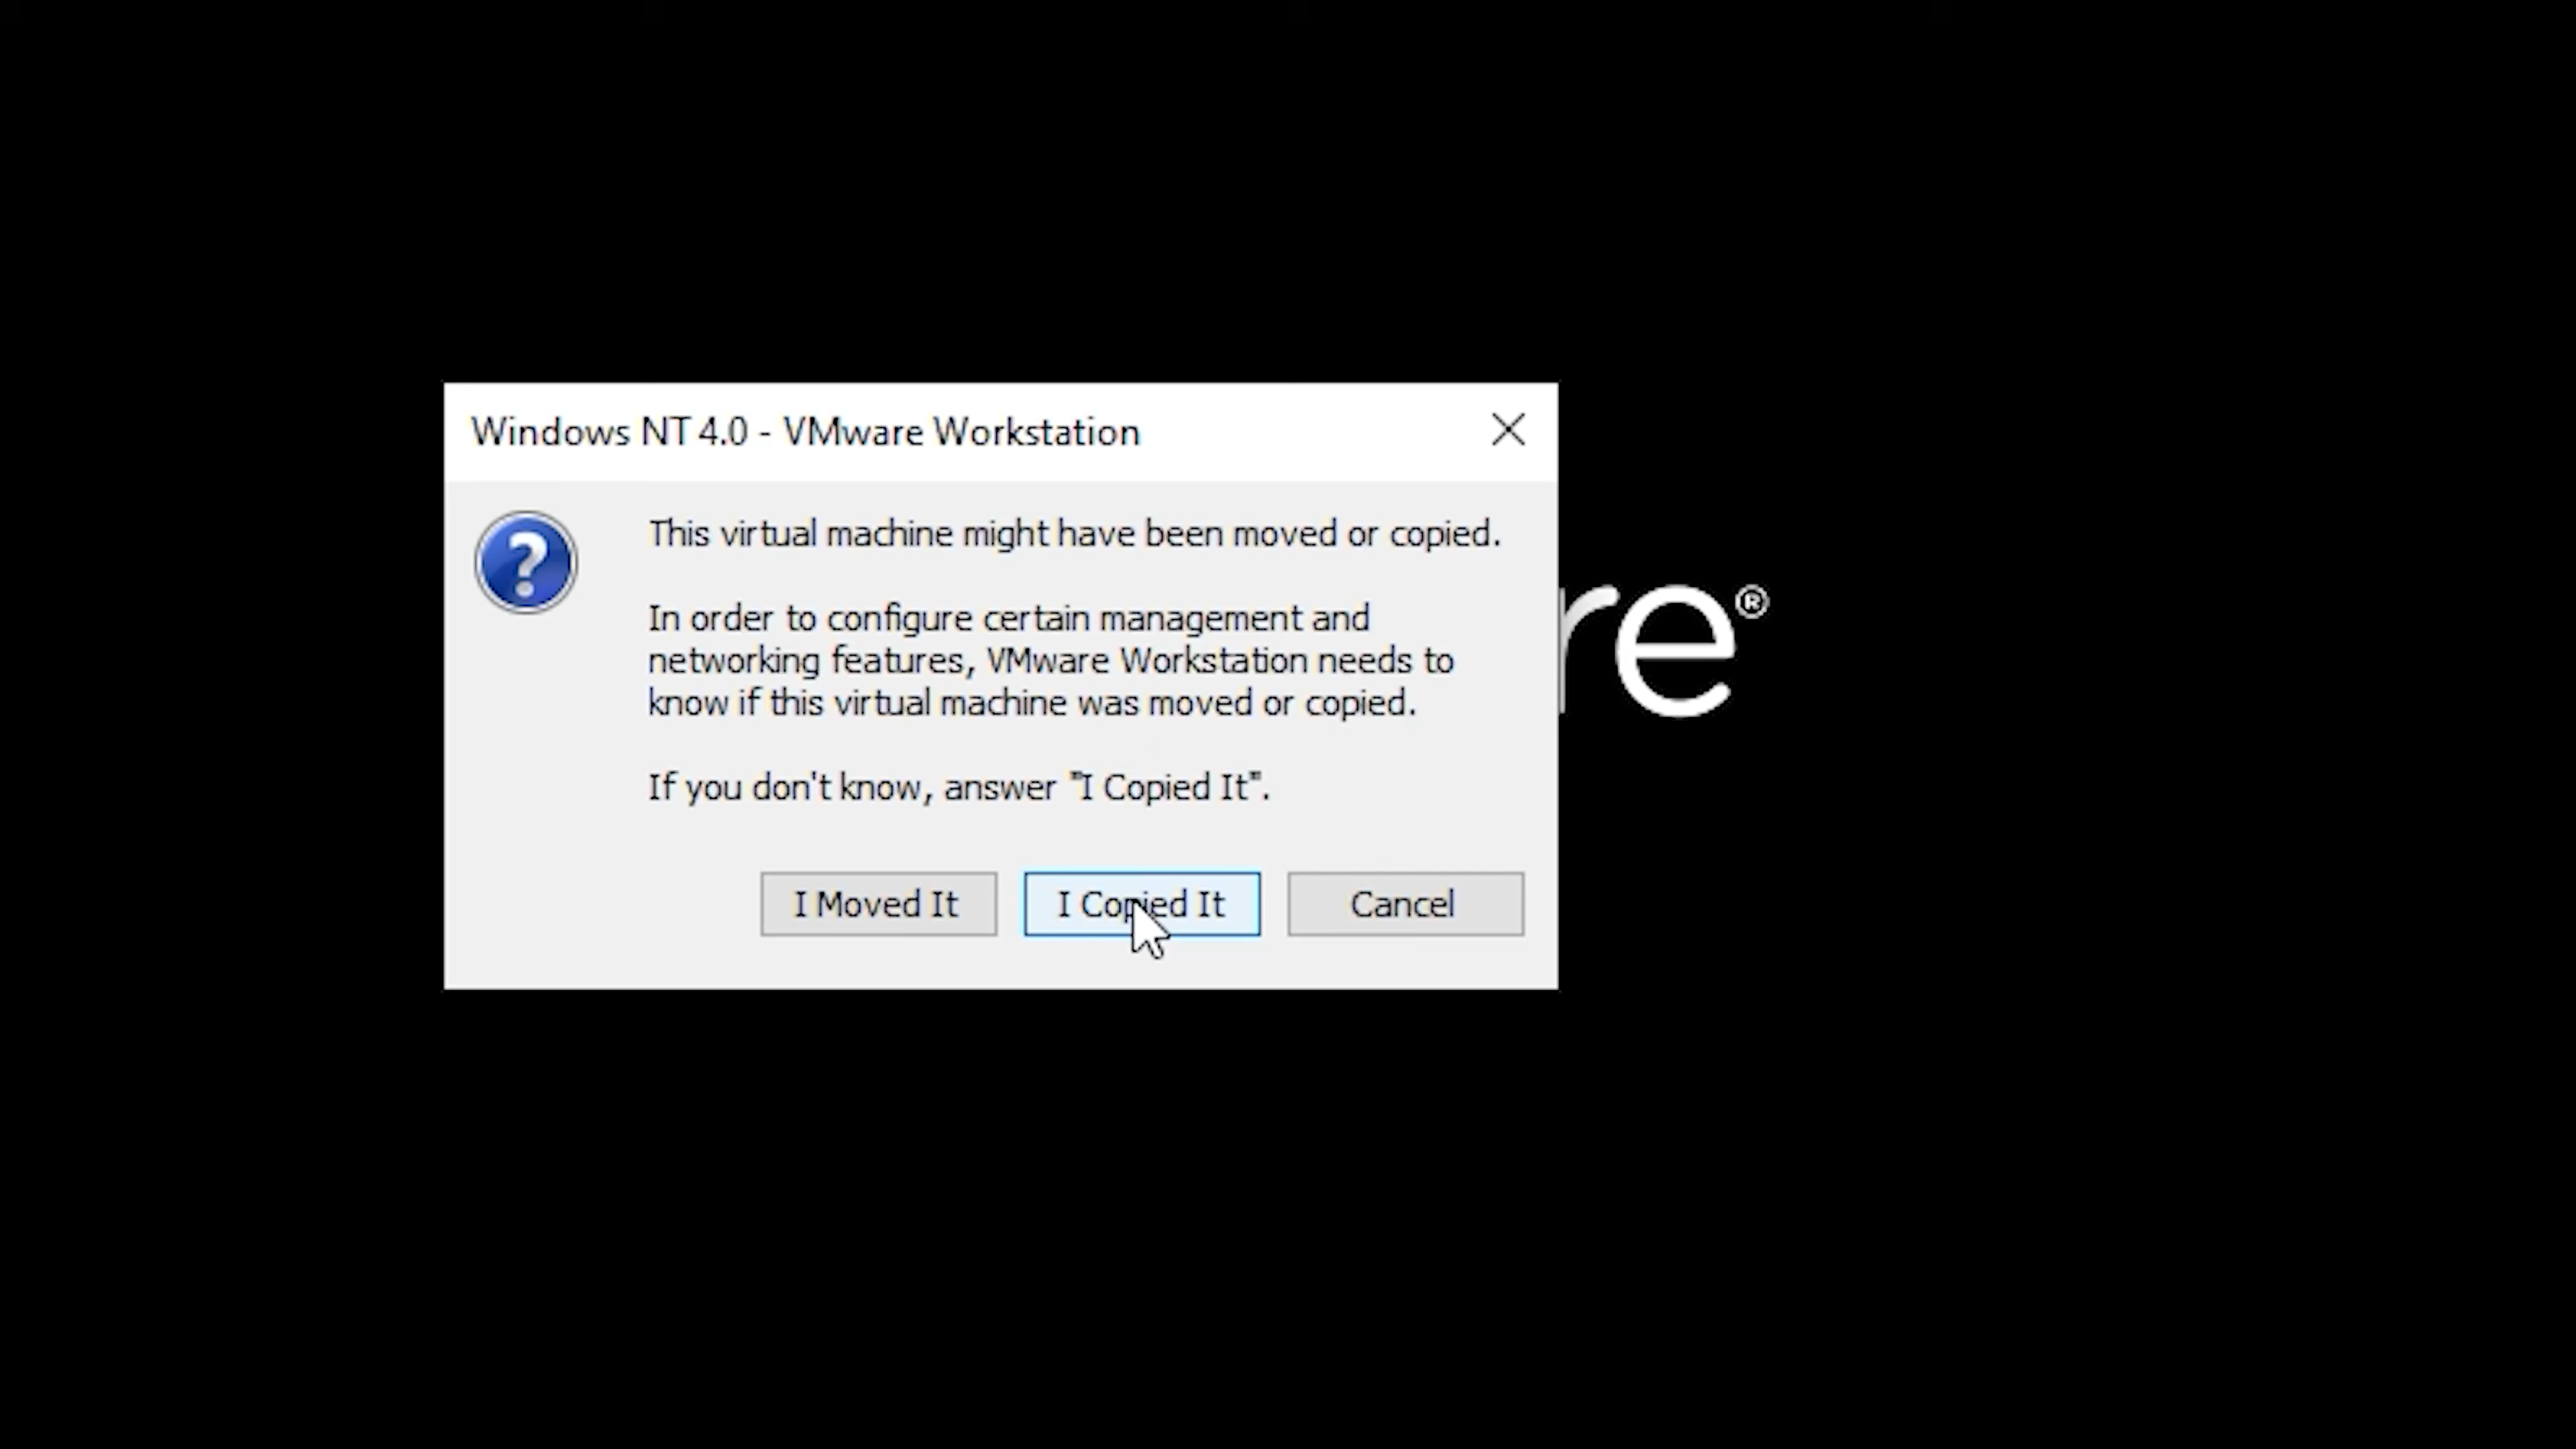 Windows NT 4.0 - VMware Workstation
This virtual machine might have been moved or copied.
In order to configure certain management and
networking features, VMware Workstation needs to
know if this virtual machine was moved or copied.
If you don't know, answer "I Copied It".
re®
I Moved It
I Copied It
Cancel